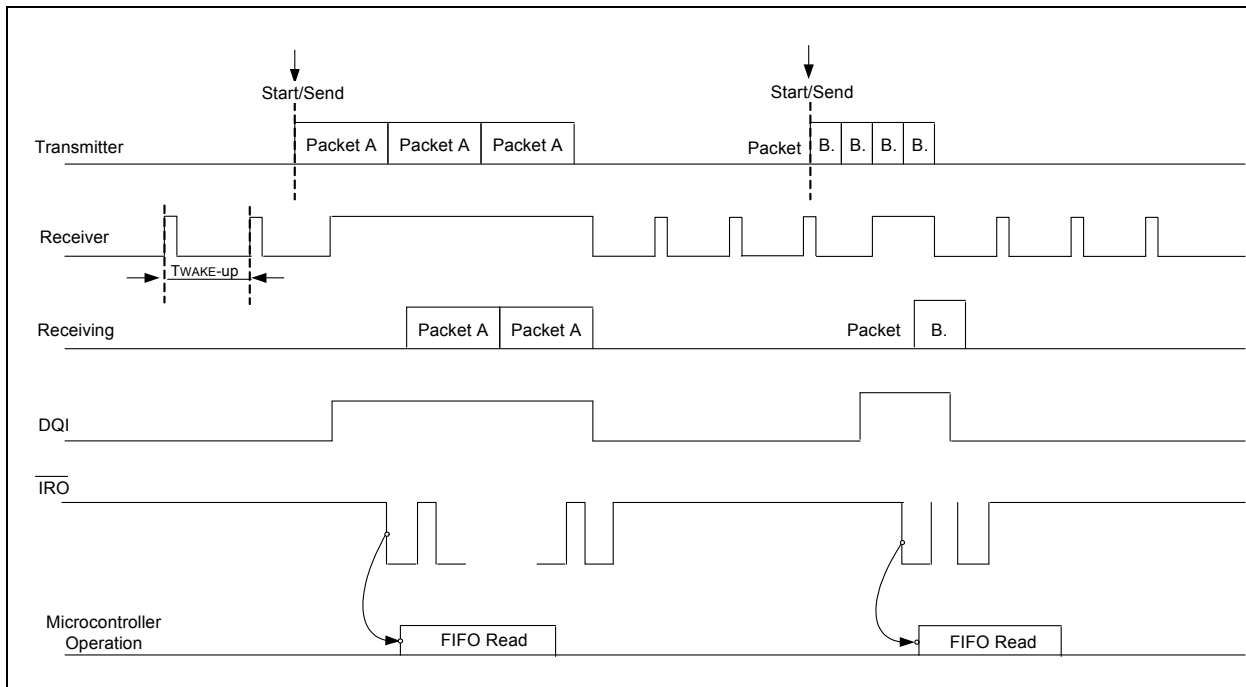 Start/Send
Start/Send
Transmitter
Packet A
Packet A
Packet A
Packet
B.
B.
B.
B.
Receiver
TWAKE-up
Receiving
Packet A
Packet A
Packet
B.
DQI
IRO
Microcontroller
Operation
FIFO Read
FIFO Read